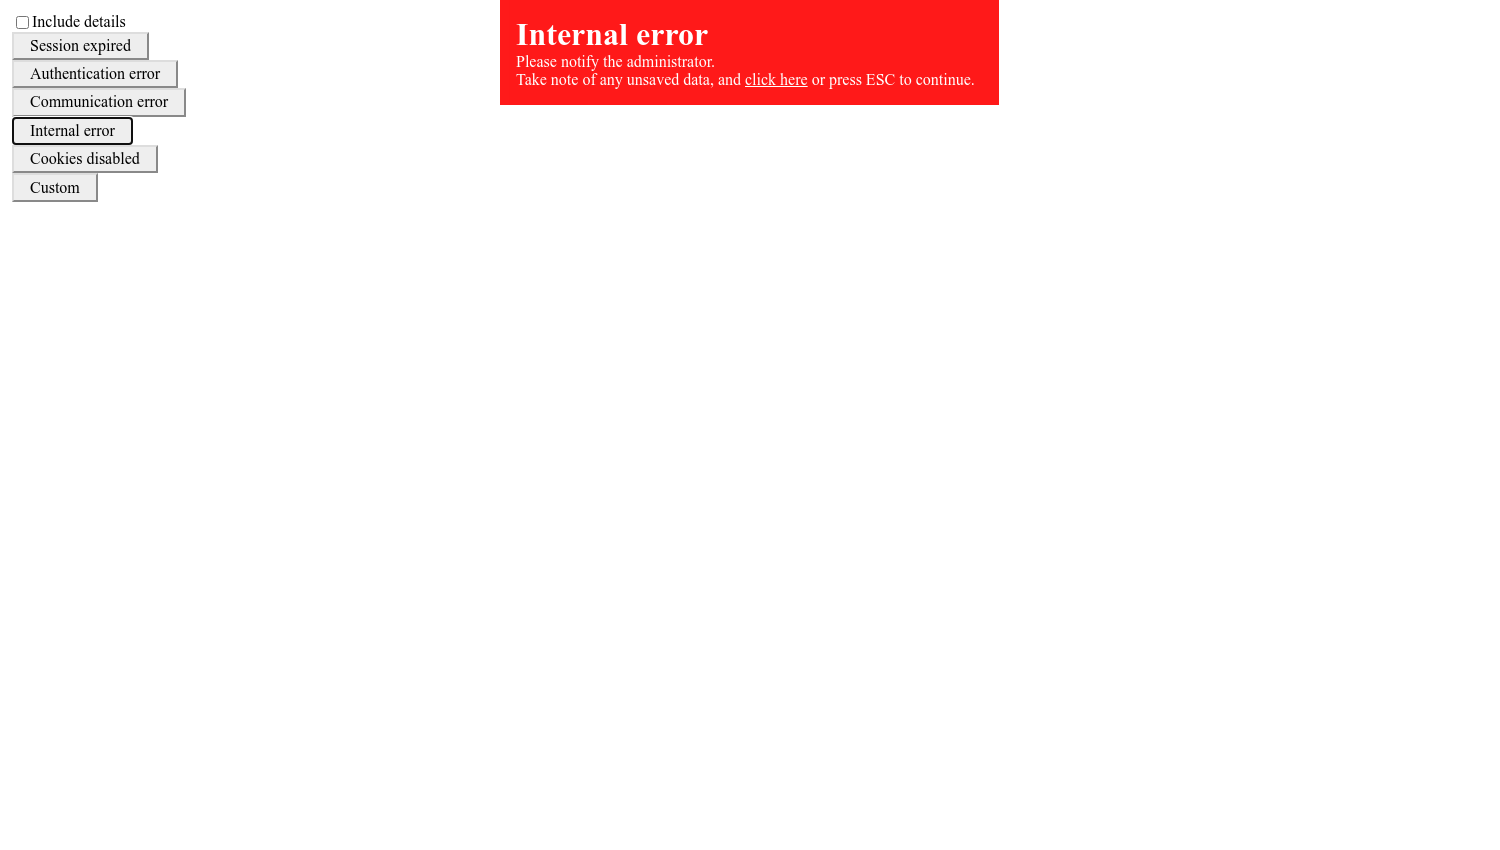 Include details
Session expired
Authentication error
Communication error
Internal error
Cookies disabled
Custom
Internal error
Please notify the administrator.
Take note of any unsaved data, and click here or press ESC to continue.